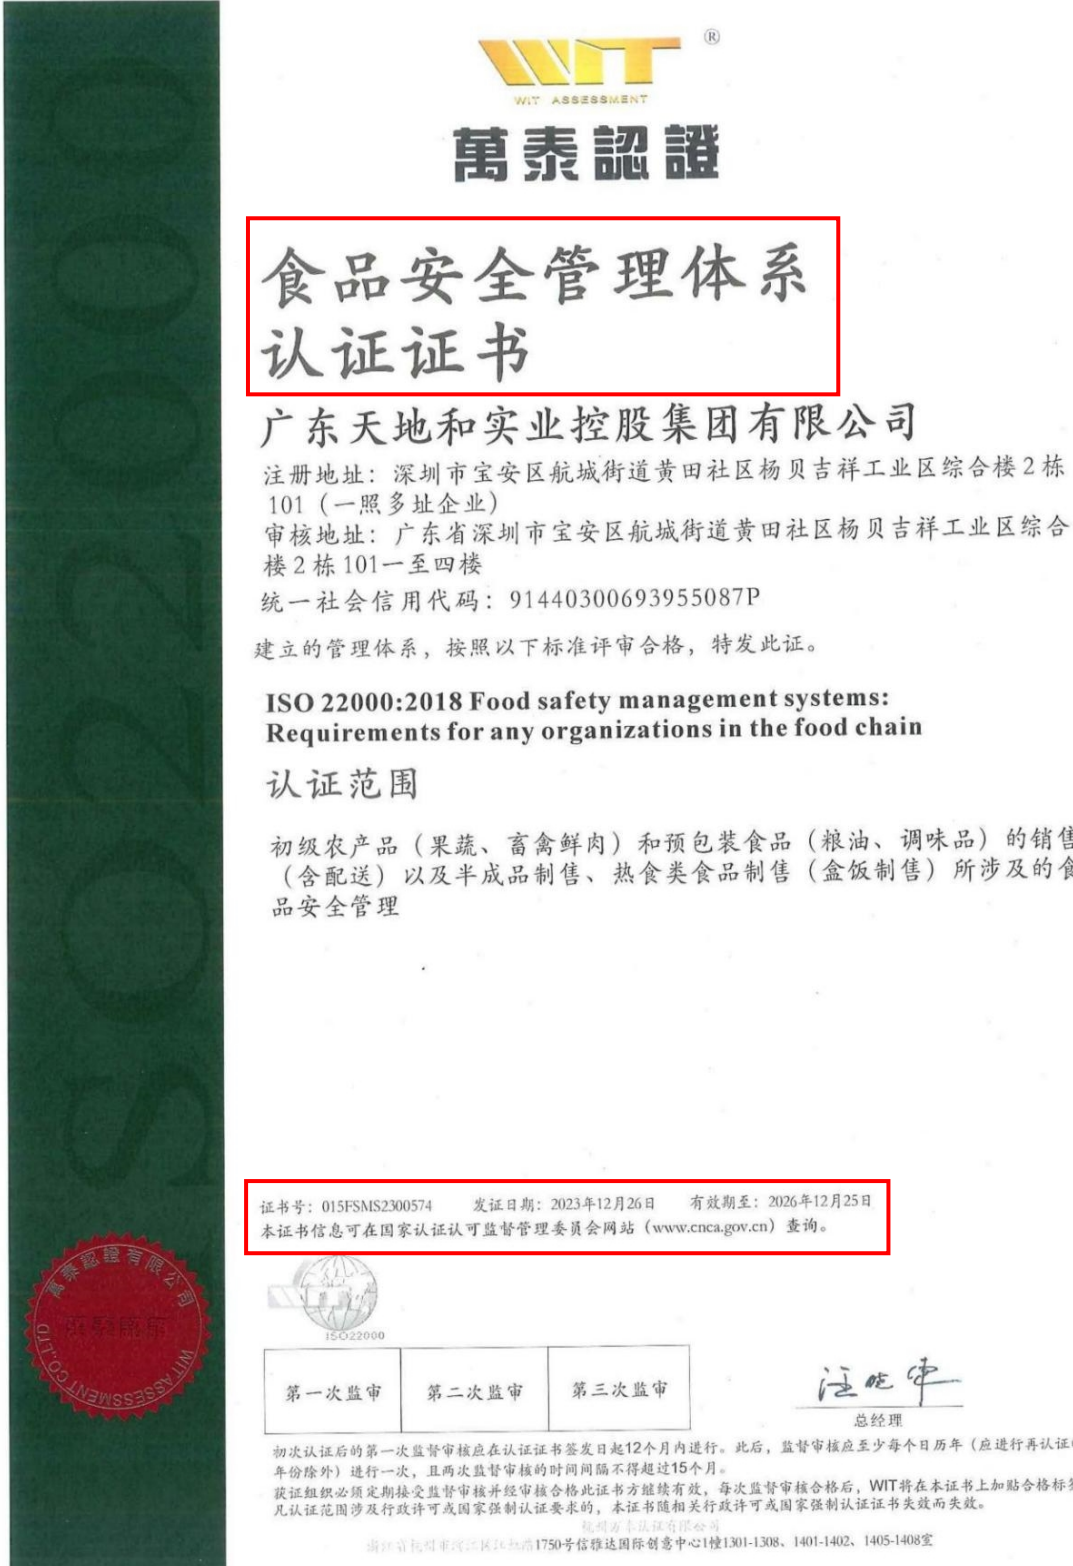 WIT ®
WIT ASSESSMENT
萬泰認證
食品安全管理体系
认证证书
广东天地和实业控股集团有限公司
注册地址：深圳市宝安区航城街道黄田社区杨贝吉祥工业区综合楼2栋
101（一照多址企业）
审核地址：广东省深圳市宝安区航城街道黄田社区杨贝吉祥工业区综合
楼2栋101一至四楼
统一社会信用代码：91440300693955087P
建立的管理体系，按照以下标准评审合格，特发此证。
ISO 22000:2018 Food safety management systems:
Requirements for any organizations in the food chain
认证范围
初级农产品（果蔬、畜禽鲜肉）和预包装食品（粮油、调味品）的销售
（含配送）以及半成品制售、热食类食品制售（盒饭制售）所涉及的食
品安全管理
证书号：015FSMS2300574 发证日期：2023年12月26日 有效期至：2026年12月25日
本证书信息可在国家认证认可监督管理委员会网站（www.cnca.gov.cn）查询。
ISO22000
萬泰認證有限公司
WIT ASSESSMENT CO.,LTD
ISO22000
第一次监审 第二次监审 第三次监审
总经理
初次认证后的第一次监督审核应在认证证书签发日起12个月内进行。此后，监督审核应至少每个日历年（应进行再认证
年份除外）进行一次，且两次监督审核的时间间隔不得超过15个月。
获证组织必须定期接受监督审核并经审核合格此证书方继续有效，每次监督审核合格后，WIT将在本证书上加贴合格标签
凡认证范围涉及行政许可或国家强制认证要求的，本证书随相关行政许可或国家强制认证证书失效而失效。
杭州万泰认证有限公司
1750号信雅达国际创意中心1幢1301-1308、1401-1402、1405-1408室